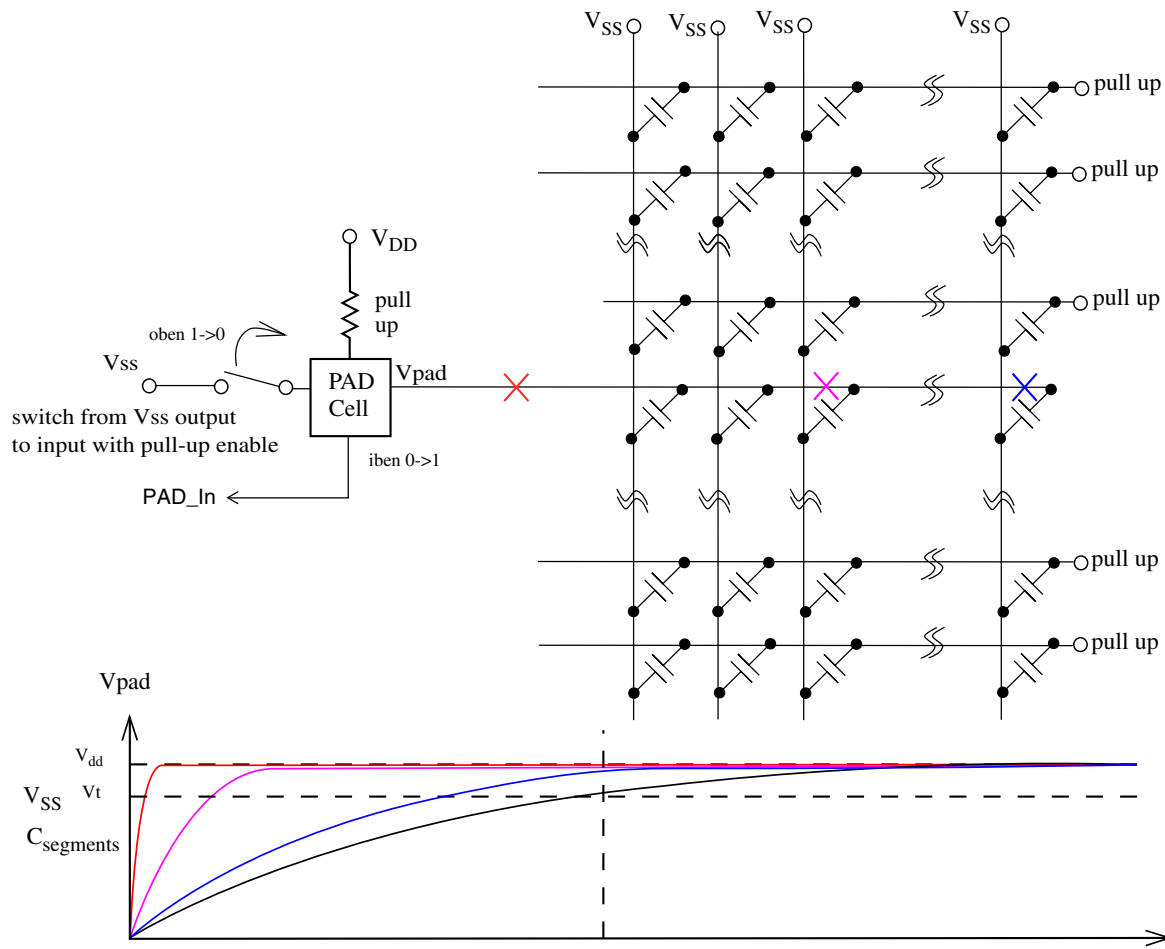 VSS VSS VSS VSS
pull up
pull up
VDD
pull
up
pull up
oben 1->0
Vss
PAD
Cell
Vpad
switch from Vss output
to input with pull-up enable
iben 0->1
PAD_In
pull up
pull up
Vpad
Vdd
VSS Vt
Csegments